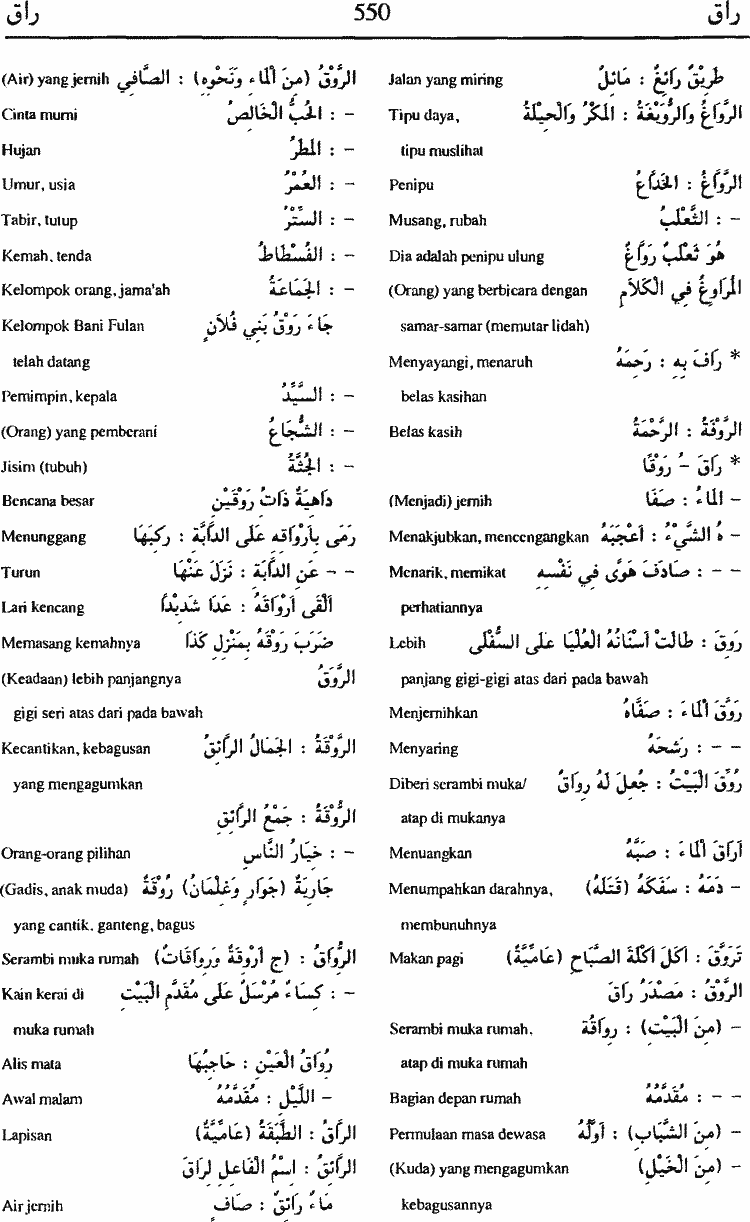 راق 550 راق
طَرِيْقٌ رَائِغٌ : مَائِلٌ Jalan yang miring
الرَّوَاغُ وَالرُّوَيْغَةُ : الْمَكْرُ وَالْحِيْلَةُ Tipu daya,
tipu muslihat
الرَّوَّاغُ : الخَدَّاعُ Penipu
- : الثَّعْلَبُ Musang, rubah
هُوَ ثَعْلَبٌ رَوَّاغٌ Dia adalah penipu ulung
الْمُرَاوِغُ فِي الْكَلاَمِ (Orang) yang berbicara dengan
samar-samar (memutar lidah)
* رَافَ بِهِ : رَحِمَهُ Menyayangi, menaruh
belas kasihan
الرَّوْفَةُ : الرَّحْمَةُ Belas kasih
* رَاقَ - رَوْقًا
- الْمَاءُ : صَفَا (Menjadi) jernih
- هُ الشَّيْءُ : أَعْجَبَهُ Menakjubkan, mencengangkan
- - : صَادَفَ هَوًى فِي نَفْسِهِ Menarik, memikat
perhatiannya
رَوِقَ : طَالَتْ أَسْنَانُهُ الْعُلْيَا عَلَى السُّفْلَى Lebih
panjang gigi-gigi atas dari pada bawah
رَوَّقَ الْمَاءَ : صَفَّاهُ Menjernihkan
- - : رَشَّحَهُ Menyaring
رُوِّقَ الْبَيْتُ : جُعِلَ لَهُ رِوَاقٌ Diberi serambi muka/
atap di mukanya
أَرَاقَ الْمَاءَ : صَبَّهُ Menuangkan
- دَمَهُ : سَفَكَهُ (قَتَلَهُ) Menumpahkan darahnya,
membunuhnya
تَرَوَّقَ : أَكَلَ أَكْلَةَ الصَّبَاحِ (عَامِّيَّةٌ) Makan pagi
الرَّوْقُ : مَصْدَرُ رَاقَ
- (مِنَ الْبَيْتِ) : رِوَاقُهُ Serambi muka rumah,
atap di muka rumah
- - : مُقَدَّمُهُ Bagian depan rumah
- (مِنَ الشَّبَابِ) : أَوَّلُهُ Permulaan masa dewasa
- (مِنَ الْخَيْلِ) (Kuda) yang mengagumkan
kebagusannya
الرَّوْقُ (مِنَ الْمَاءِ وَنَحْوِهِ) : الصَّافِي (Air) yang jernih
- : الْحُبُّ الْخَالِصُ Cinta murni
- : الْمَطَرُ Hujan
- : الْعُمْرُ Umur, usia
- : السِّتْرُ Tabir, tutup
- : الْفُسْطَاطُ Kemah, tenda
- : الْجَمَاعَةُ Kelompok orang, jama'ah
جَاءَ رَوْقُ بَنِي فُلاَنٍ Kelompok Bani Fulan
telah datang
- : السَّيِّدُ Pemimpin, kepala
- : الشُّجَاعُ (Orang) yang pemberani
- : الْجُثَّةُ Jisim (tubuh)
دَاهِيَةٌ ذَاتُ رَوْقَيْنِ Bencana besar
رَمَى بِأَرْوَاقِهِ عَلَى الدَّابَّةِ : رَكِبَهَا Menunggang
- - عَنِ الدَّابَّةِ : نَزَلَ عَنْهَا Turun
أَلْقَى أَرْوَاقَهُ : عَدَا شَدِيْدًا Lari kencang
ضَرَبَ رَوْقَهُ بِمَنْزِلِ كَذَا Memasang kemahnya
الرَّوَقُ (Keadaan) lebih panjangnya
gigi seri atas dari pada bawah
الرَّوْقَةُ : الْجَمَالُ الرَّائِقُ Kecantikan, kebagusan
yang mengagumkan
الرُّوْقَةُ : جَمْعُ الرَّائِقِ
- : خِيَارُ النَّاسِ Orang-orang pilihan
جَارِيَةٌ (جَوَارٍ وَغِلْمَانٌ) رُوْقَةٌ (Gadis, anak muda)
yang cantik, ganteng, bagus
الرُّوَاقُ : (ج أَرْوِقَةٌ وَرِوَاقَاتٌ) Serambi muka rumah
- : كِسَاءٌ مُرْسَلٌ عَلَى مُقَدَّمِ الْبَيْتِ Kain kerai di
muka rumah
رُوَاقُ الْعَيْنِ : حَاجِبُهَا Alis mata
- اللَّيْلِ : مُقَدَّمُهُ Awal malam
الرَّاقُ : الطَّبَقَةُ (عَامِّيَّةٌ) Lapisan
الرَّائِقُ : اسْمُ الْفَاعِلِ لِرَاقَ
مَاءٌ رَائِقٌ : صَافٍ Air jernih